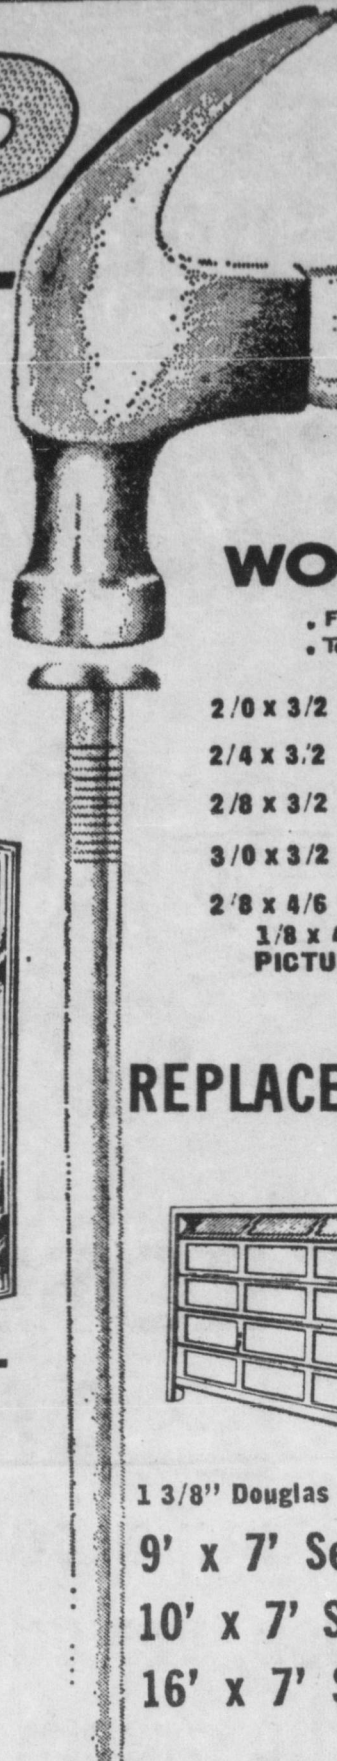 WO
• F
• T
2/0 x 3/2
2/4 x 3/2
2/8 x 3/2
3/0 x 3/2
2/8 x 4/6
1/8 x 4
PICTU
REPLACE
1 3/8” Douglas
9’ x 7’ Se
10’ x 7’ S
16’ x 7’ S